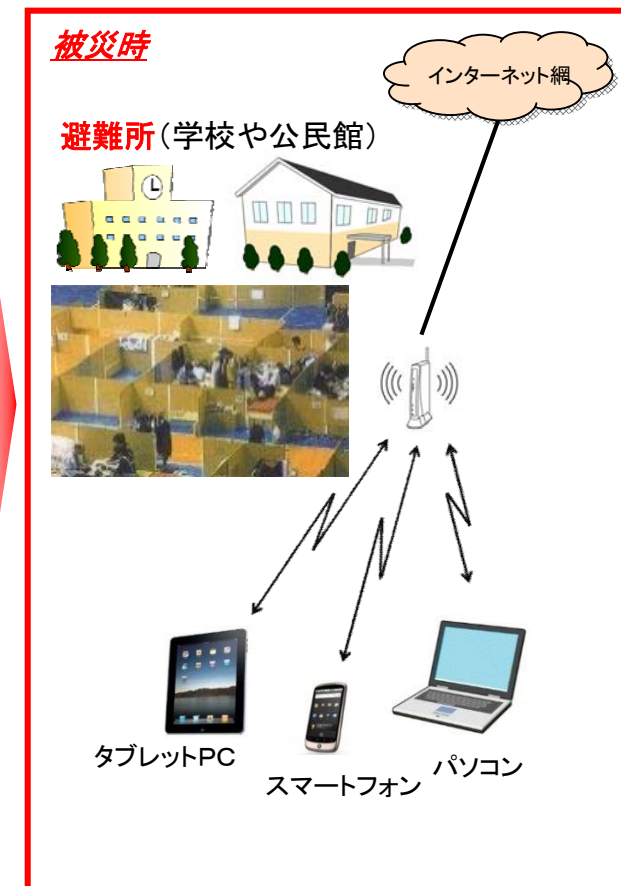 被災時
インターネット網
避難所(学校や公民館)
タブレットPC
スマートフォン
パソコン